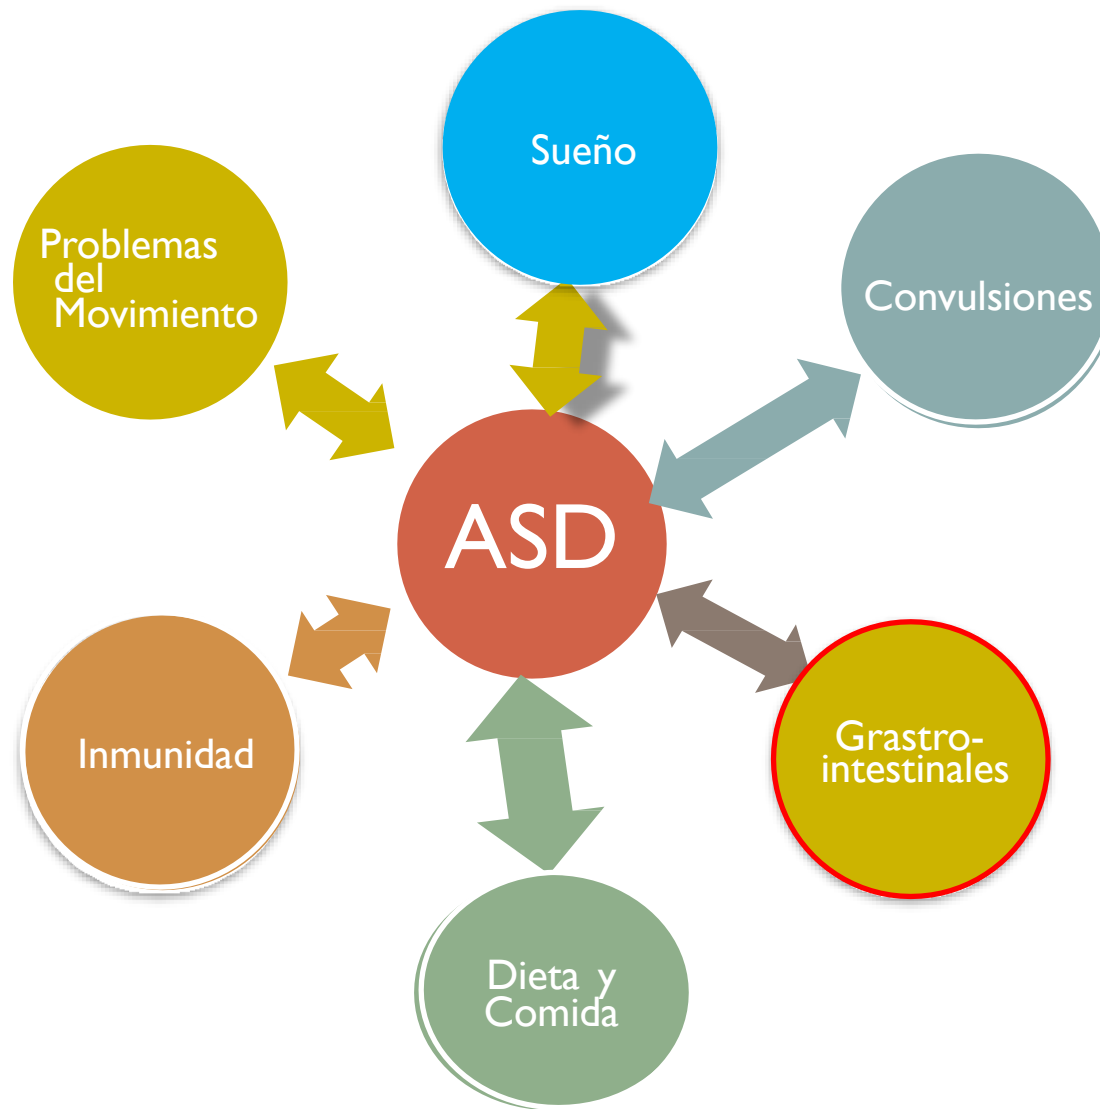 Sueño
Problemas
del
Movimiento
Convulsiones
ASD
Inmunidad
Grastro-
intestinales
Dieta y
Comida